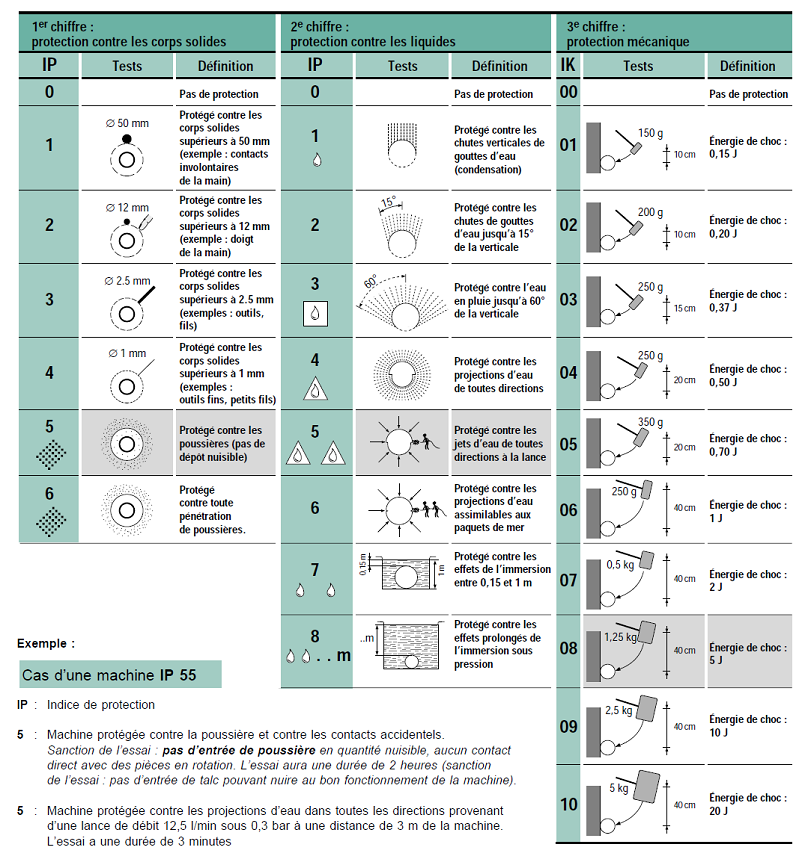 1er chiffre :
protection contre les corps solides
IP Tests Définition
0 Pas de protection
1 Ø 50 mm Protégé contre les
corps solides
supérieurs à 50 mm
(exemple : contacts
involontaires
de la main)
2 Ø 12 mm Protégé contre les
corps solides
supérieurs à 12 mm
(exemple : doigt
de la main)
3 Ø 2.5 mm Protégé contre les
corps solides
supérieurs à 2.5 mm
(exemples : outils,
fils)
4 Ø 1 mm Protégé contre les
corps solides
supérieurs à 1 mm
(exemples :
outils fins, petits fils)
5 Protégé contre les
poussières (pas de
dépôt nuisible)
6 Protégé
contre toute
pénétration
de poussières.
2e chiffre :
protection contre les liquides
IP Tests Définition
0 Pas de protection
1 Protégé contre les
chutes verticales de
gouttes d'eau
(condensation)
2 15° Protégé contre les
chutes de gouttes
d'eau jusqu'à 15°
de la verticale
3 60° Protégé contre l'eau
en pluie jusqu'à 60°
de la verticale
4 Protégé contre les
projections d'eau
de toutes directions
5 Protégé contre les
jets d'eau de toutes
directions à la lance
6 Protégé contre les
projections d'eau
assimilables aux
paquets de mer
7 0,15 m 1 m Protégé contre les
effets de l'immersion
entre 0,15 et 1 m
8 . . m ..m Protégé contre les
effets prolongés de
l'immersion sous
pression
3e chiffre :
protection mécanique
IK Tests Définition
00 Pas de protection
01 150 g 10 cm Énergie de choc :
0,15 J
02 200 g 10 cm Énergie de choc :
0,20 J
03 250 g 15 cm Énergie de choc :
0,37 J
04 250 g 20 cm Énergie de choc :
0,50 J
05 350 g 20 cm Énergie de choc :
0,70 J
06 250 g 40 cm Énergie de choc :
1 J
07 0,5 kg 40 cm Énergie de choc :
2 J
08 1,25 kg 40 cm Énergie de choc :
5 J
09 2,5 kg 40 cm Énergie de choc :
10 J
10 5 kg 40 cm Énergie de choc :
20 J
Exemple :
Cas d'une machine IP 55
IP : Indice de protection
5 : Machine protégée contre la poussière et contre les contacts accidentels.
Sanction de l'essai : pas d'entrée de poussière en quantité nuisible, aucun contact
direct avec des pièces en rotation. L'essai aura une durée de 2 heures (sanction
de l'essai : pas d'entrée de talc pouvant nuire au bon fonctionnement de la machine).
5 : Machine protégée contre les projections d'eau dans toutes les directions provenant
d'une lance de débit 12,5 l/min sous 0,3 bar à une distance de 3 m de la machine.
L'essai a une durée de 3 minutes